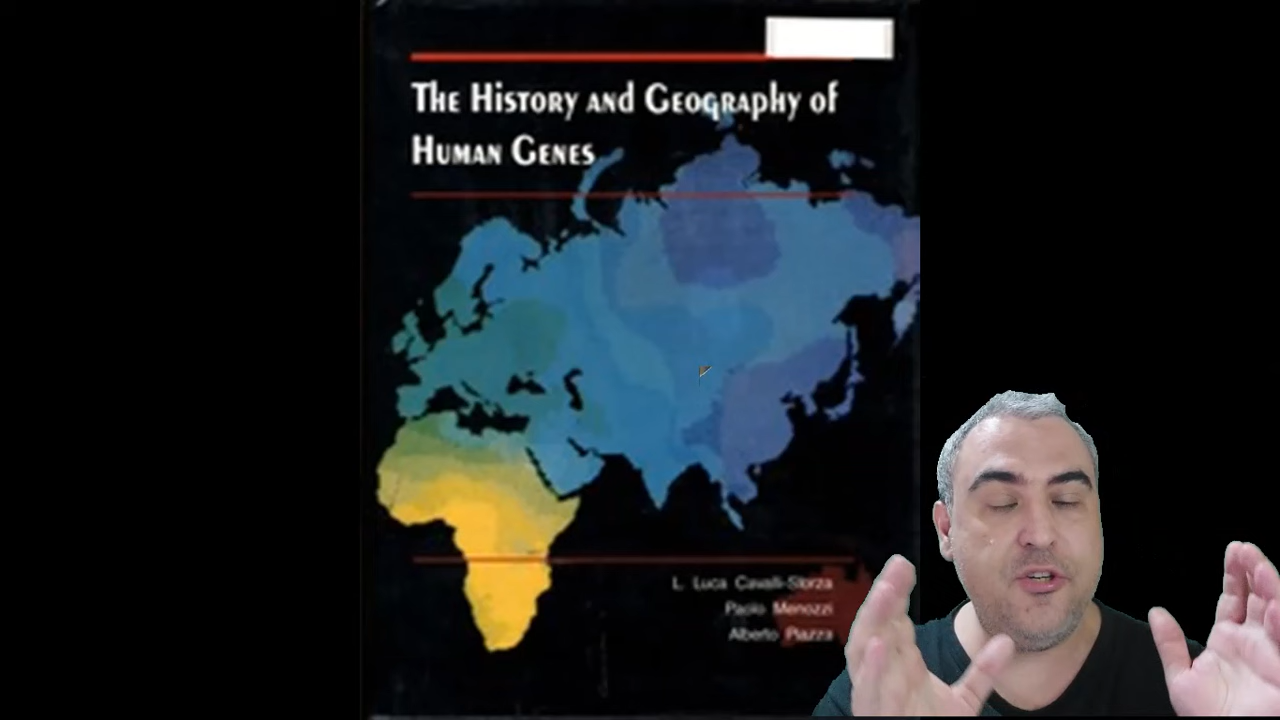 The History and Geography of
Human Genes
L. Luca Cavalli-Sforza
Paolo Menozzi
Alberto Piazza